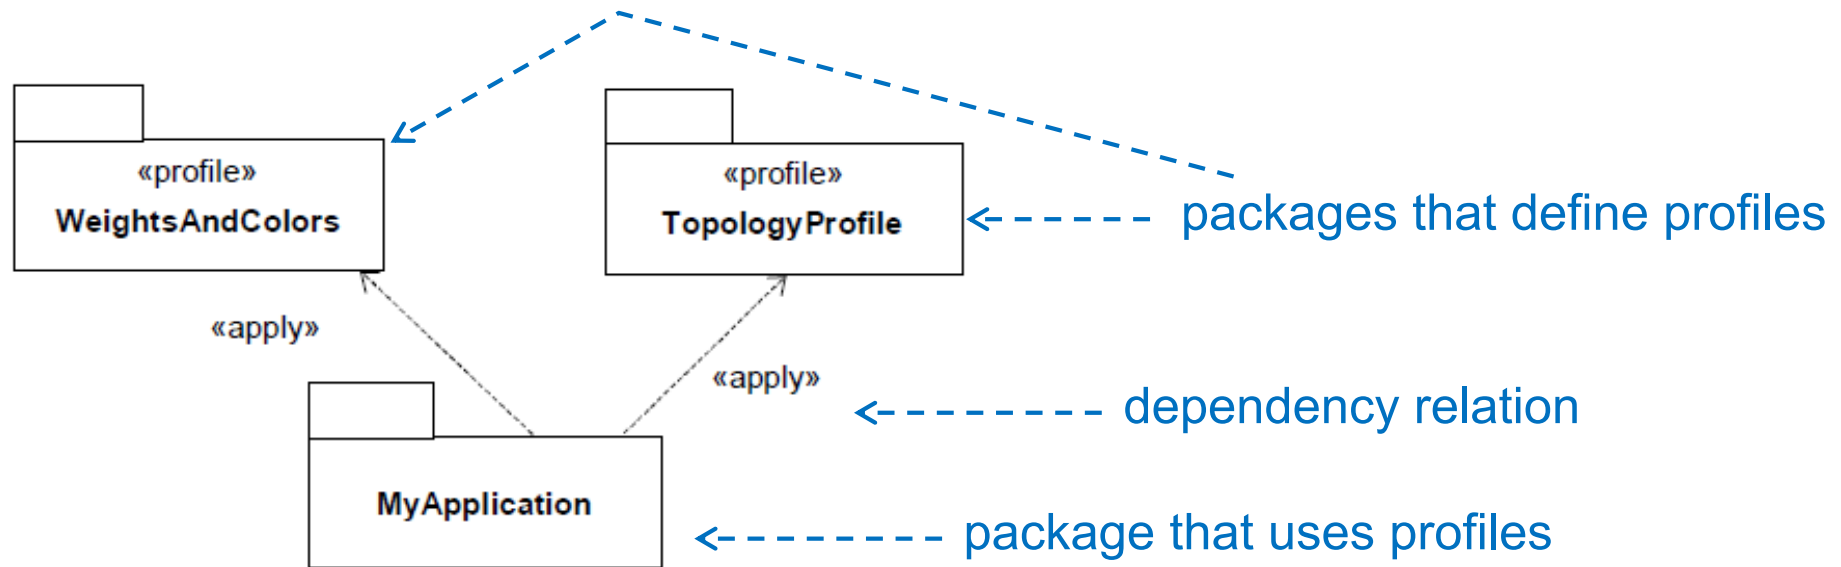 «profile»
WeightsAndColors
«profile»
TopologyProfile
packages that define profiles
«apply»
«apply»
dependency relation
MyApplication
package that uses profiles